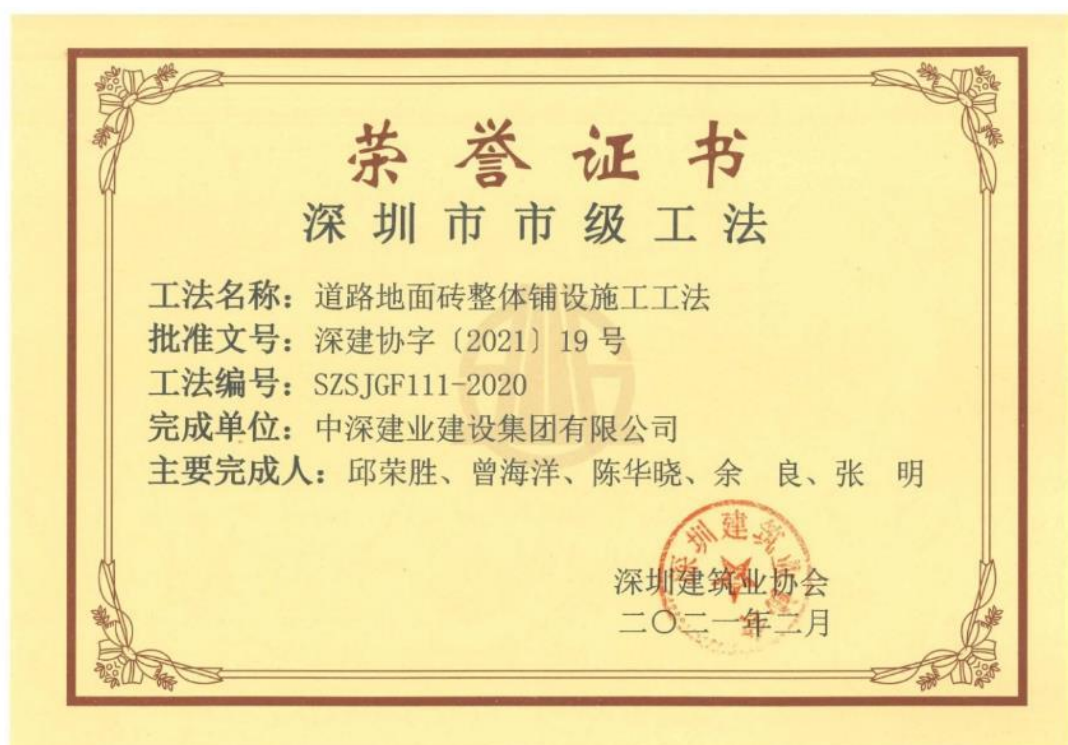 荣誉证书
深圳市市级工法
工法名称：道路地面砖整体铺设施工工法
批准文号：深建协字〔2021〕19号
工法编号：SZSJGF111-2020
完成单位：中深建业建设集团有限公司
主要完成人：邱荣胜、曾海洋、陈华晓、余　良、张　明
深圳建筑业协会
二〇二一年二月